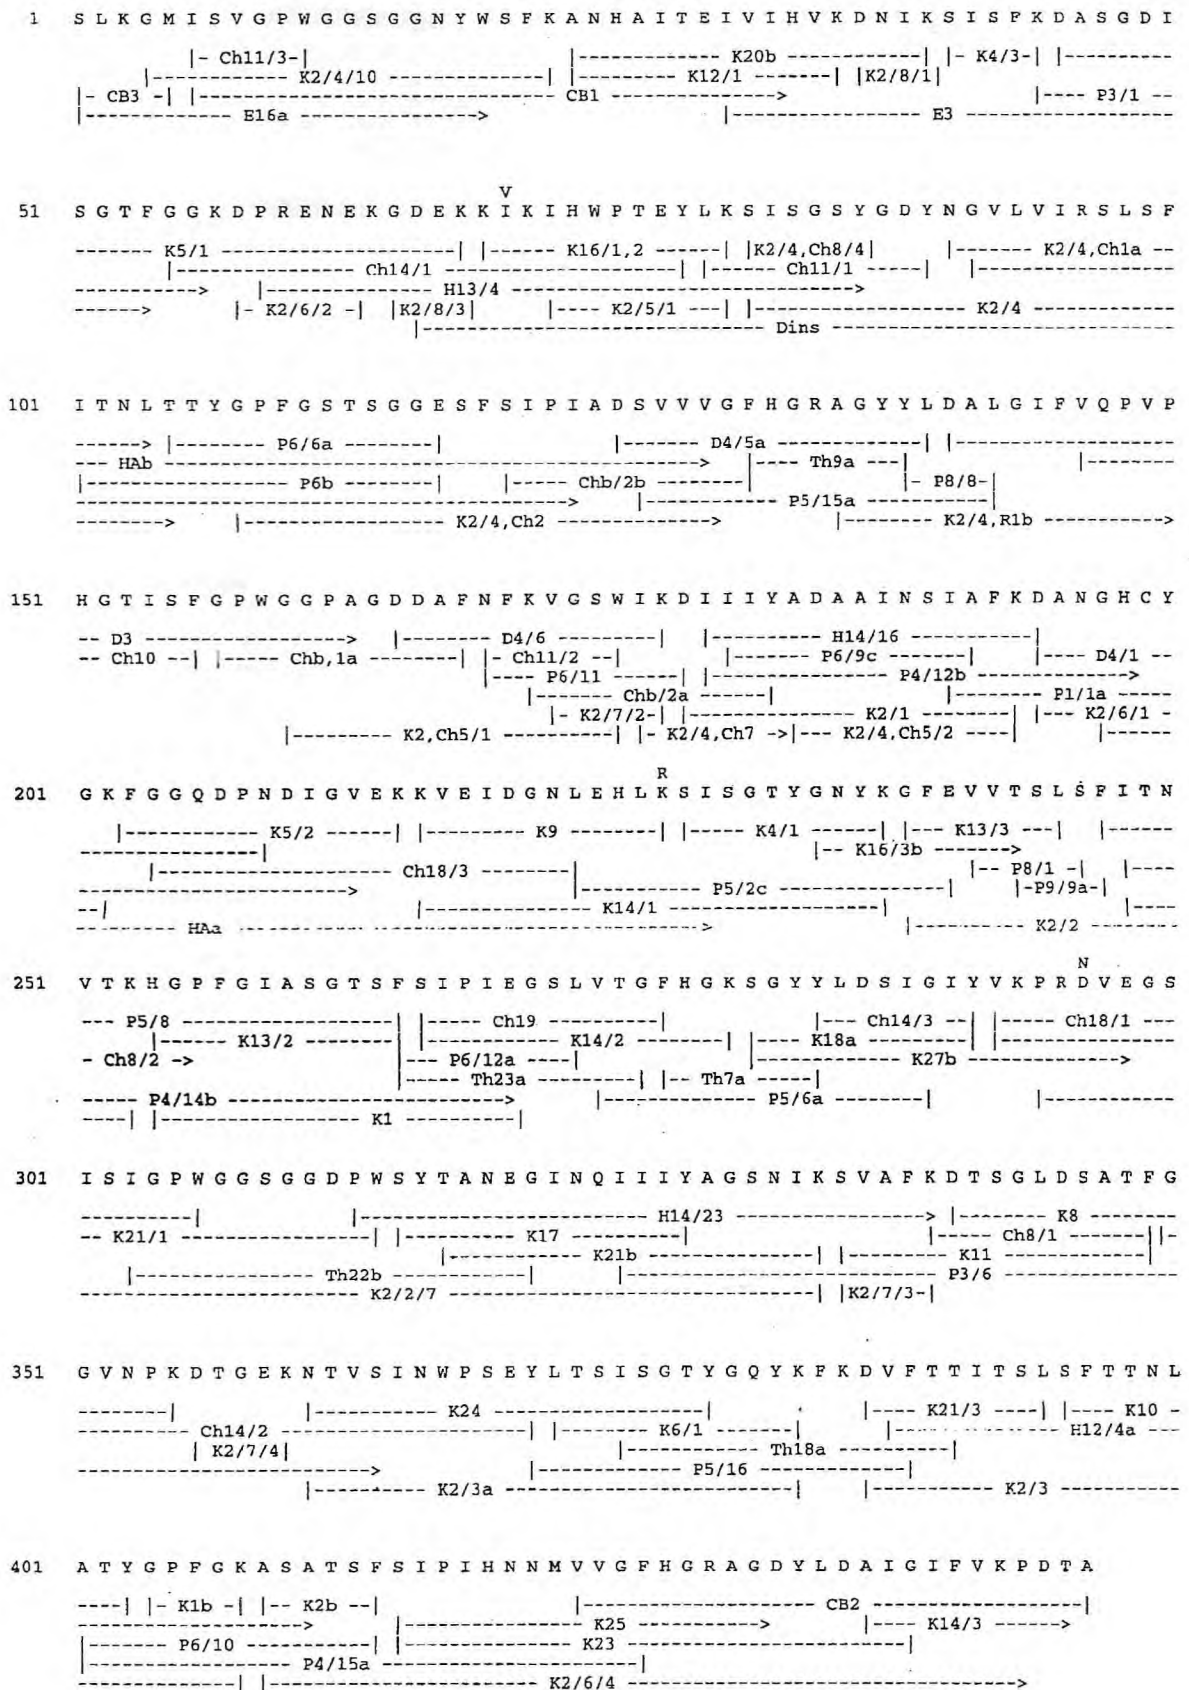 1 S L K G M I S V G P W G G S G G N Y W S F K A N H A I T E I V I H V K D N I K S I S F K D A S G D I
|- Ch11/3-| |------------ K20b -----------| |- K4/3-| |----------
|----------- K2/4/10 ------------| |--------- K12/1 -------| |K2/8/1|
|- CB3 -| |----------------------------- CB1 ------------->  |---- P3/1 --
|------------- E16a -------------->  |---------------- E3 ------------------
V
51 S G T F G G K D P R E N E K G D E K K I K I H W P T E Y L K S I S G S Y G D Y N G V L V I R S L S F
------- K5/1 -------------------| |------ K16/1,2 ------| |K2/4,Ch8/4| |------- K2/4,Ch1a --
|--------------- Ch14/1 -------------------| |------ Ch11/1 -----| |----------------
----------> |--------------- H13/4 ----------------------------->
------> |- K2/6/2 -| |K2/8/3| |---- K2/5/1 ---| |------------------ K2/4 ---------------
|---------------------------- Dins ----------------------------
101 I T N L T T Y G P F G S T S G G E S F S I P I A D S V V V G F H G R A G Y Y L D A L G I F V Q P V P
------> |-------- P6/6a --------| |------- D4/5a ------------| |------------------
--- HAb ---------------------------------------------> |---- Th9a ---| |-------
|----------------- P6b ----------| |----- Chb/2b -------| |- P8/8-|
-----------------------------------------> |----------- P5/15a ----------|
--------> |----------------- K2/4,Ch2 -------------> |-------- K2/4,R1b ---------->
151 H G T I S F G P W G G P A G D D A F N F K V G S W I K D I I I Y A D A A I N S I A F K D A N G H C Y
-- D3 -------------------> |-------- D4/6 ---------| |---------- H14/16 ----------|
-- Ch10 --| |----- Chb,1a --------| |- Ch11/2 --| |-------- P6/9c -------| |---- D4/1 --
|---- P6/11 ------| |-------------- P4/12b ------------->
|------- Chb/2a ------| |-------- P1/1a -----
|- K2/7/2-| |-------------- K2/1 --------| |--- K2/6/1 -
|--------- K2,Ch5/1 ----------| |- K2/4,Ch7 ->|--- K2/4,Ch5/2 ----| |------
R
201 G K F G G Q D P N D I G V E K K V E I D G N L E H L K S I S G T Y G N Y K G F E V V T S L S F I T N
|------------ K5/2 ------| |-------- K9 -----------| |----- K4/1 ------| |--- K13/3 ---| |------
----------------| |-- K16/3b ------->
|--------------------- Ch18/3 ---------| |-- P8/1 -| |----
------------------------> |----------- P5/2c ----------------| |-P9/9a-|
--| |--------------- K14/1 -------------------| |----
--------- HAa --------------------------------------> |---------- K2/2 --------
N
251 V T K H G P F G I A S G T S F S I P I E G S L V T G F H G K S G Y Y L D S I G I Y V K P R D V E G S
--- P5/8 -------------------| |----- Ch19 -----------| |--- Ch14/3 --| |----- Ch18/1 ---
|------ K13/2 ----------| |------------ K14/2 --------| |---- K18a --------| |----------------
- Ch8/2 -> |--- P6/12a ----| |-------------- K27b ------------->
|----- Th23a --------| |-- Th7a -----|
----- P4/14b -------------------------> |------------- P5/6a --------| |------------
----| |----------------- K1 ----------|
301 I S I G P W G G S G G D P W S Y T A N E G I N Q I I I Y A G S N I K S V A F K D T S G L D S A T F G
----------| |-------------------------- H14/23 ----------------> |-------- K8 --------
-- K21/1 -----------------| |---------- K17 ---------| |----- Ch8/1 -------||-
|------------ K21b ---------------| |--------- K11 -----------|
|---------------- Th22b ------------| |--------------------------- P3/6 ---------------
------------------------ K2/2/7 --------------------------------| |K2/7/3-|
351 G V N P K D T G E K N T V S I N W P S E Y L T S I S G T Y G Q Y K F K D V F T T I T S L S F T T N L
--------| |----------- K24 --------------------| |---- K21/3 ----| |---- K10 -
---------- Ch14/2 ---------------------| |-------- K6/1 -------| |--------------- H12/4a ---
| K2/7/4| |----------- Th18a ----------|
-------------------------> |------------- P5/16 ------------|
|---------- K2/3a ------------------------| |----------- K2/3 -----------
401 A T Y G P F G K A S A T S F S I P I H N N M V V G F H G R A G D Y L D A I G I F V K P D T A
----| |- K1b -| |-- K2b --| |-------------------- CB2 ------------------|
--------------------> |--------------- K25 ------------> |---- K14/3 ------>
|------- P6/10 -----------| |--------------- K23 -----------------------|
|------------------ P4/15a ----------------------|
--------------| |--------------------- K2/6/4 ----------------------------------->